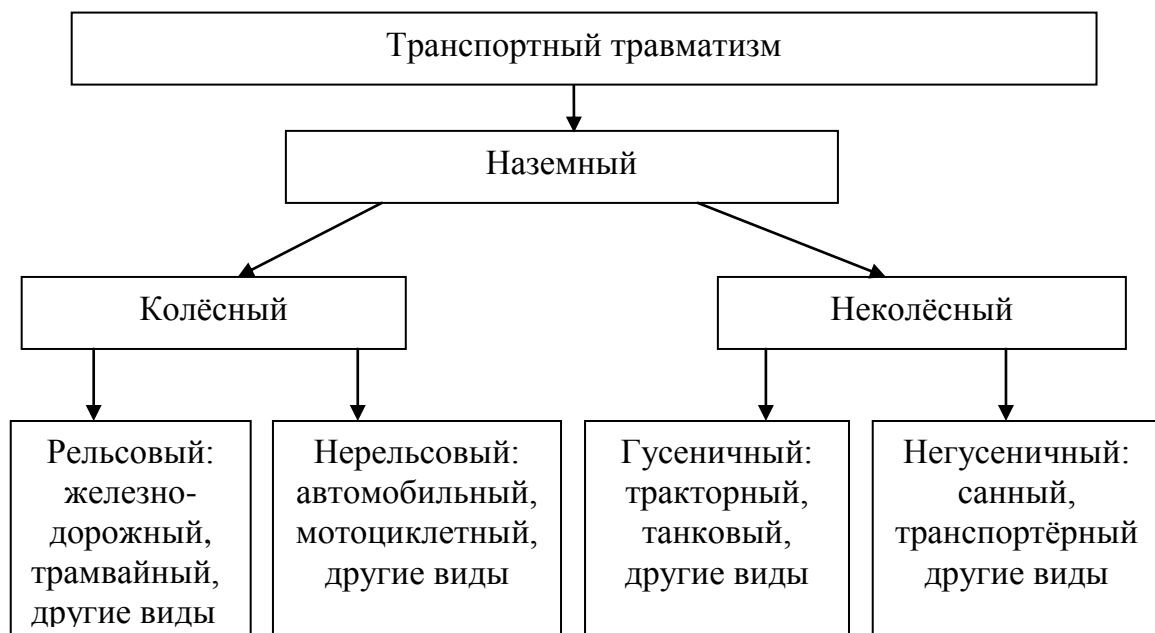 Транспортный травматизм
Наземный
Колёсный
Неколёсный
Рельсовый:
железно-
дорожный,
трамвайный,
другие виды
Нерельсовый:
автомобильный,
мотоциклетный,
другие виды
Гусеничный:
тракторный,
танковый,
другие виды
Негусеничный:
санный,
транспортёрный
другие виды